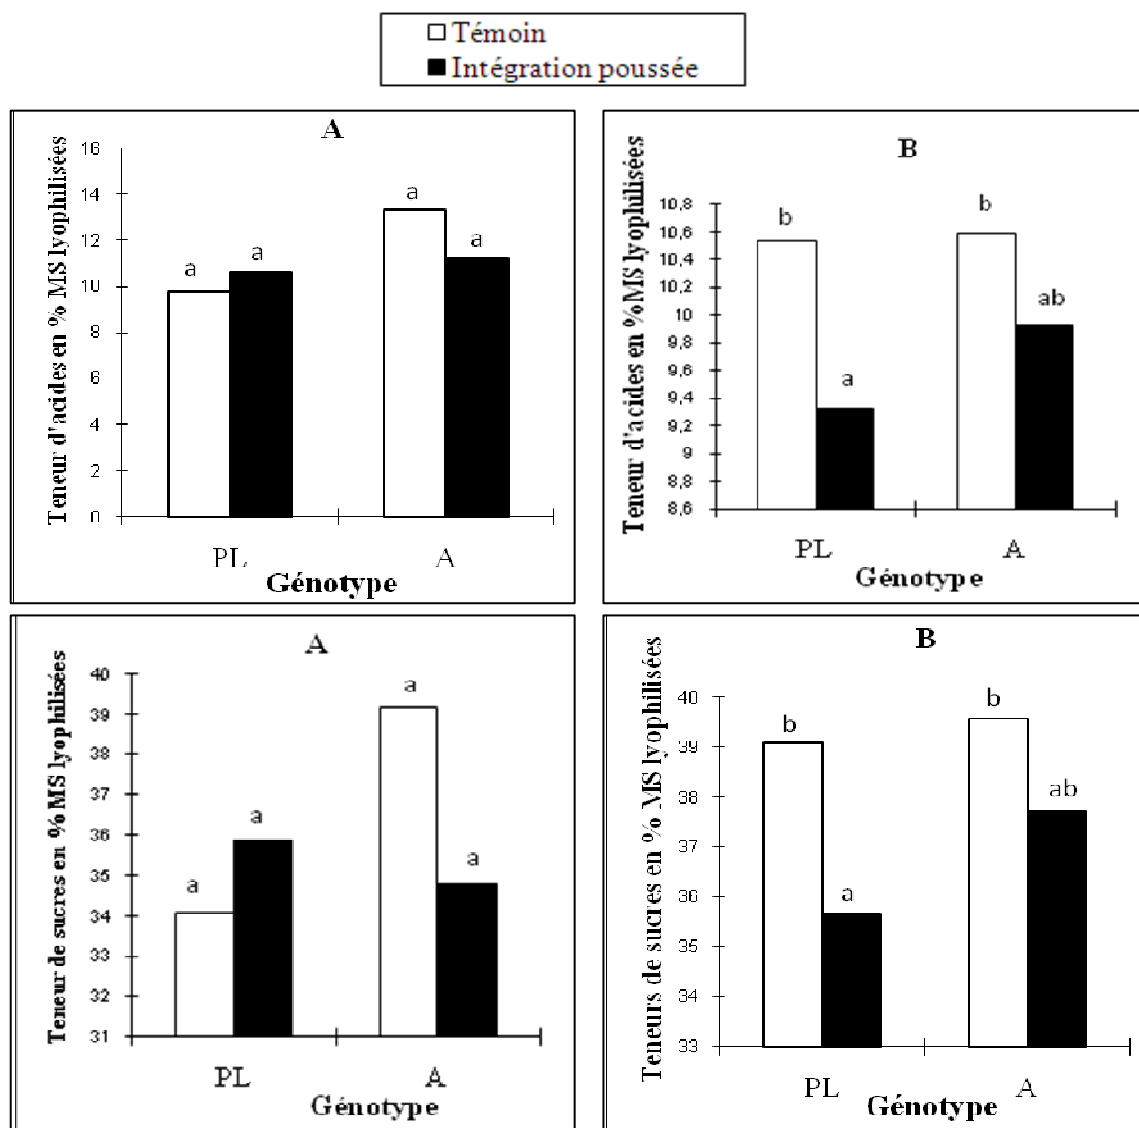 Témoin
Intégration poussée
A
Teneur d'acides en % MS lyophilisées
16
14
12
10
8
6
4
2
0
a
a
a
a
PL
A
Génotype
B
Teneur d'acides en %MS lyophilisées
10,8
10,6
10,4
10,2
10
9,8
9,6
9,4
9,2
9
8,8
8,6
b
a
b
ab
PL
A
Génotype
A
Teneur de sucres en %MS lyophilisées
40
39
38
37
36
35
34
33
32
31
a
a
a
a
PL
A
Génotype
B
Teneurs de sucres en % MS lyophilisées
40
39
38
37
36
35
34
33
b
a
b
ab
PL
A
Génotype